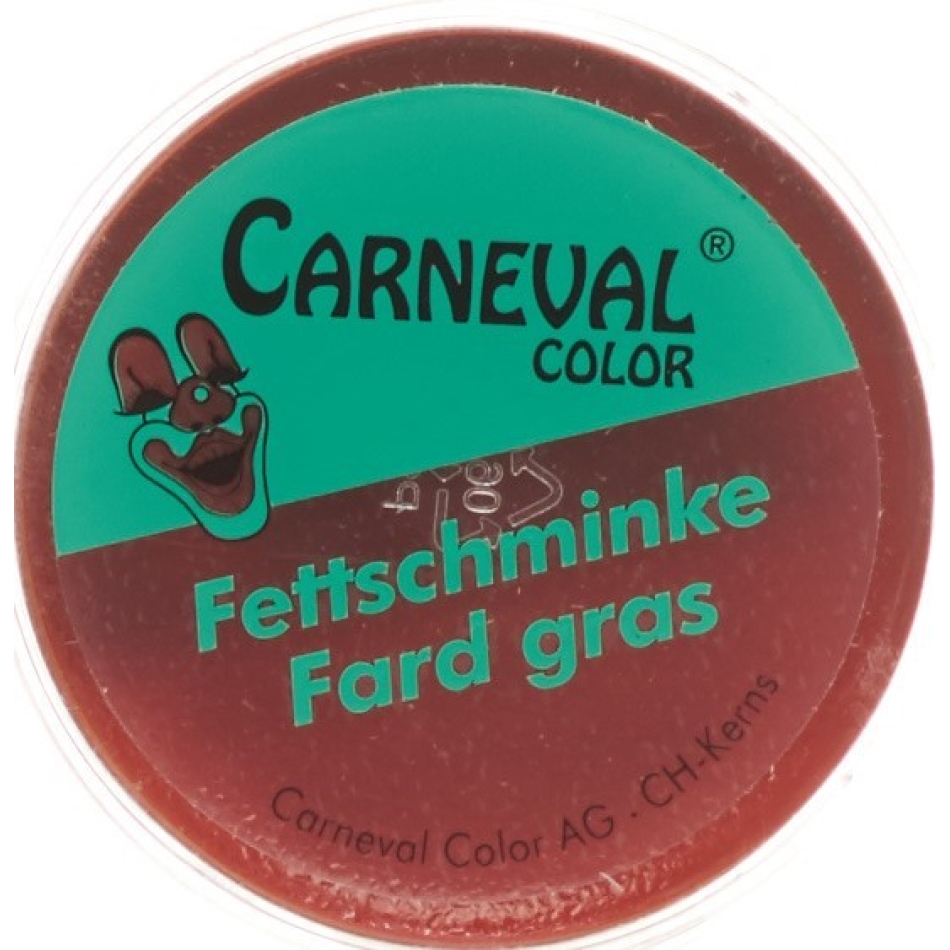 CARNEVAL®
COLOR
Fettschminke
Fard gras
Carneval Color AG . CH-Kerns